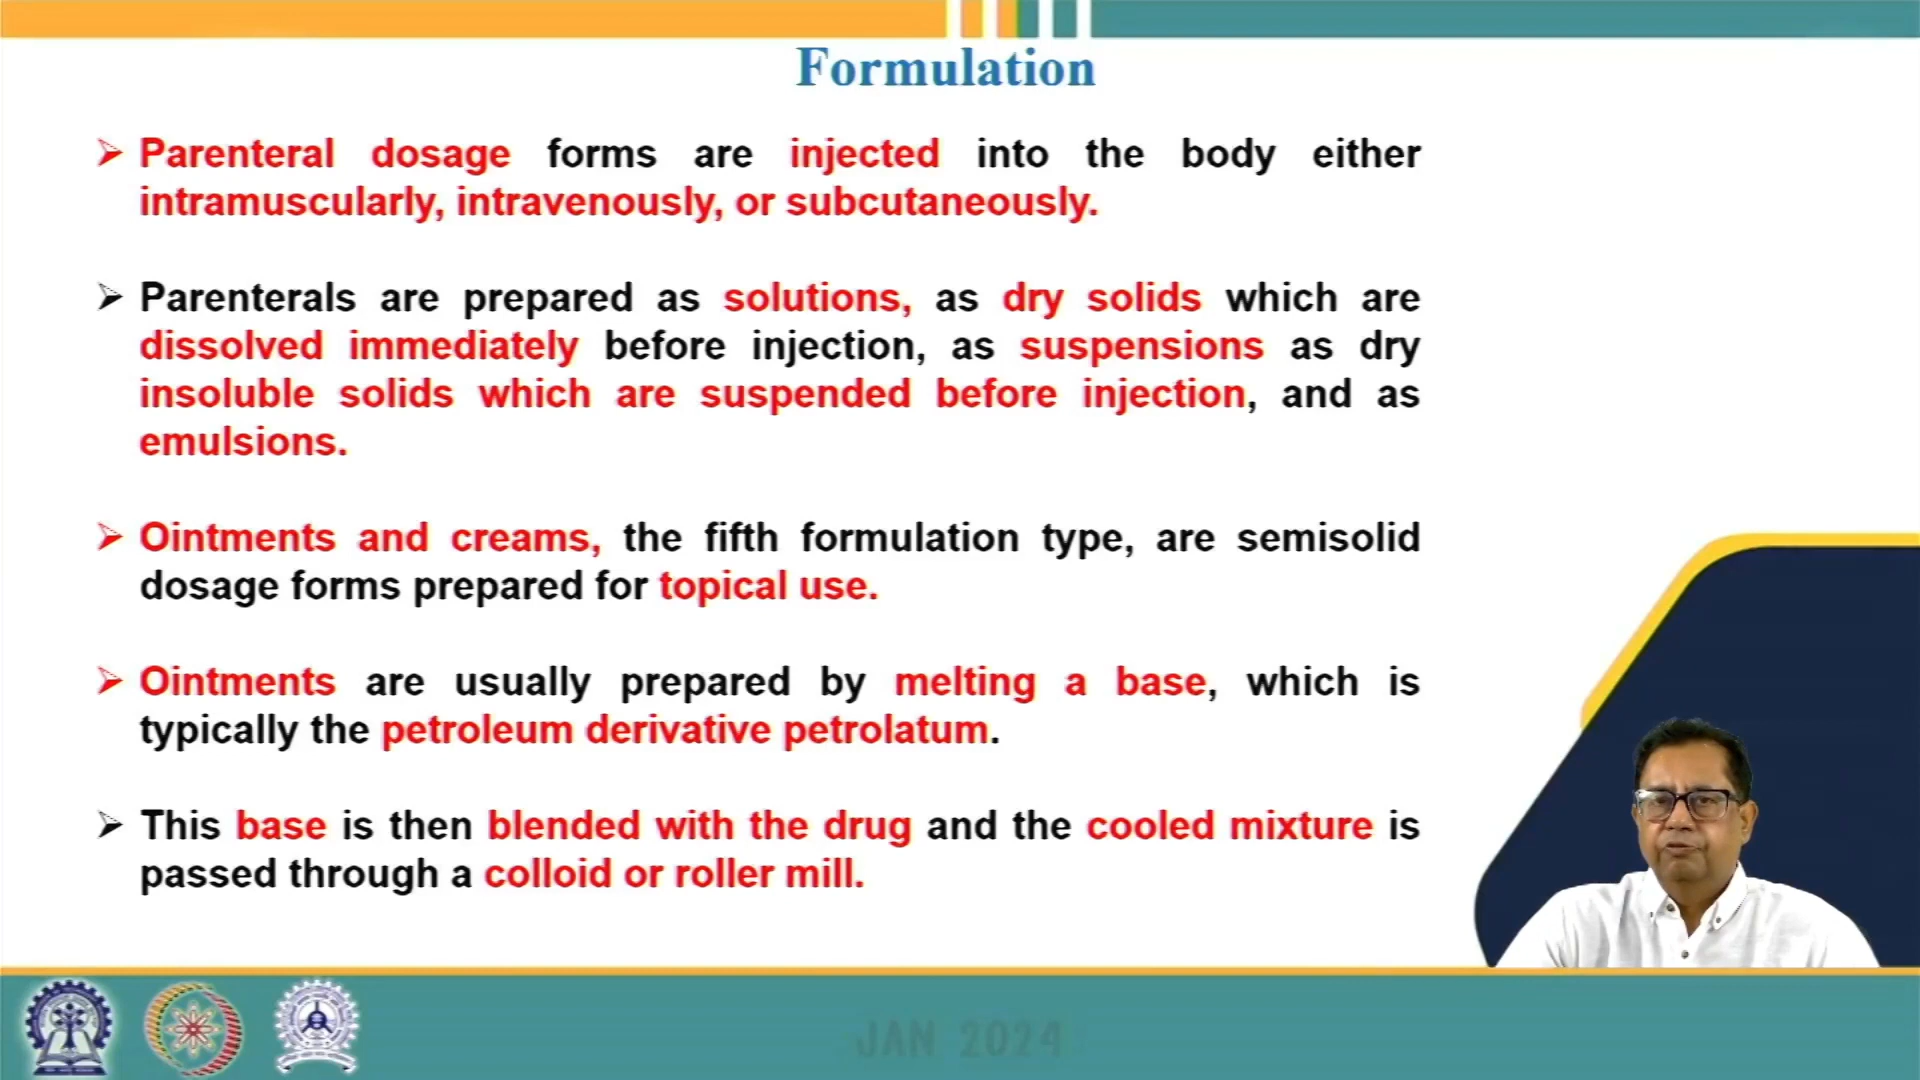 Formulation
Parenteral dosage forms are injected into the body either
intramuscularly, intravenously, or subcutaneously.
Parenterals are prepared as solutions, as dry solids which are
dissolved immediately before injection, as suspensions as dry
insoluble solids which are suspended before injection, and as
emulsions.
Ointments and creams, the fifth formulation type, are semisolid
dosage forms prepared for topical use.
Ointments are usually prepared by melting a base, which is
typically the petroleum derivative petrolatum.
This base is then blended with the drug and the cooled mixture is
passed through a colloid or roller mill.
JAN 2024